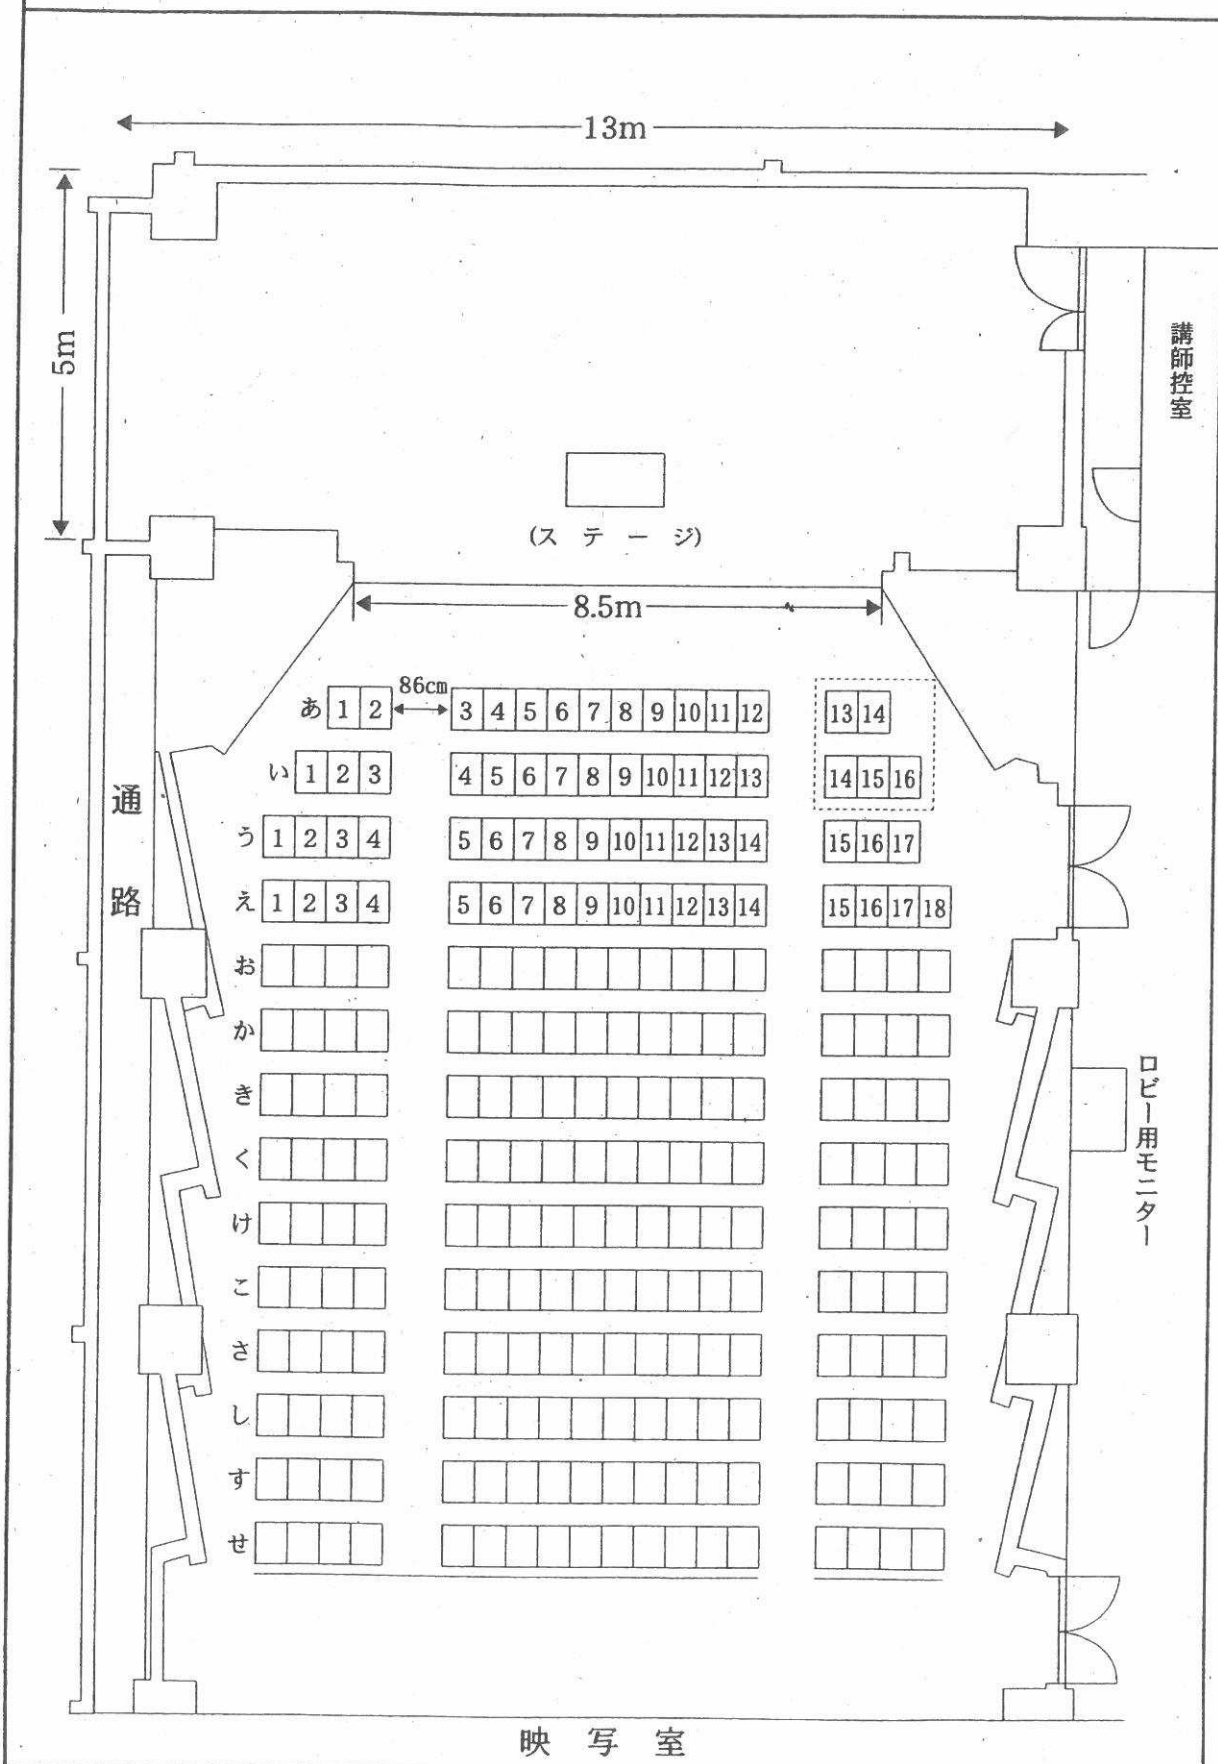 13m
5m
講師控室
(ステージ)
8.5m
86cm
あ 1 2 3 4 5 6 7 8 9 10 11 12 13 14
い 1 2 3 4 5 6 7 8 9 10 11 12 13 14 15 16
う 1 2 3 4 5 6 7 8 9 10 11 12 13 14 15 16 17
え 1 2 3 4 5 6 7 8 9 10 11 12 13 14 15 16 17 18
お
か
き
く
け
こ
さ
し
す
せ
通路
ロビー用モニター
映写室